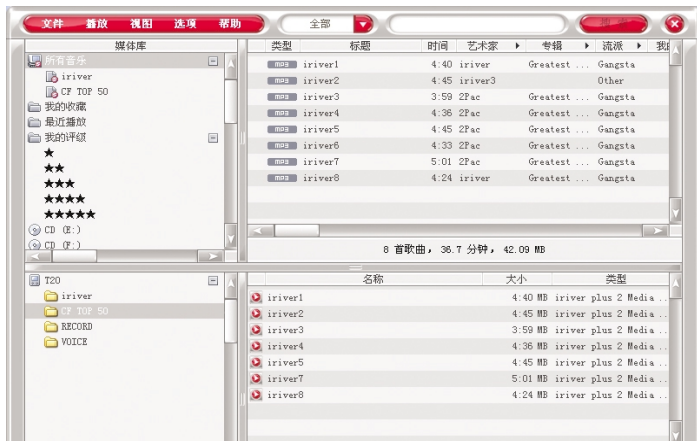 文件 播放 视图 选项 帮助 全部
媒体库
所有音乐
iriver
CF TOP 50
我的收藏
最近播放
我的评级
★
★★
★★★
★★★★
★★★★★
CD (E:)
CD (F:)
类型 标题 时间 艺术家 专辑 流派 我的
mp3 iriver1 4:40 iriver Greatest ... Gangsta
mp3 iriver2 4:45 iriver3 Other
mp3 iriver3 3:59 2Pac Greatest ... Gangsta
mp3 iriver4 4:36 2Pac Greatest ... Gangsta
mp3 iriver5 4:45 2Pac Greatest ... Gangsta
mp3 iriver6 4:33 2Pac Greatest ... Gangsta
mp3 iriver7 5:01 2Pac Greatest ... Gangsta
mp3 iriver8 4:24 iriver Greatest ... Gangsta
8 首歌曲, 36.7 分钟, 42.09 MB
T20
iriver
CF TOP 50
RECORD
VOICE
名称 大小 类型
iriver1 4:40 MB iriver plus 2 Media ...
iriver2 4:45 MB iriver plus 2 Media ...
iriver3 3:59 MB iriver plus 2 Media ...
iriver4 4:36 MB iriver plus 2 Media ...
iriver5 4:45 MB iriver plus 2 Media ...
iriver7 5:01 MB iriver plus 2 Media ...
iriver8 4:24 MB iriver plus 2 Media ...